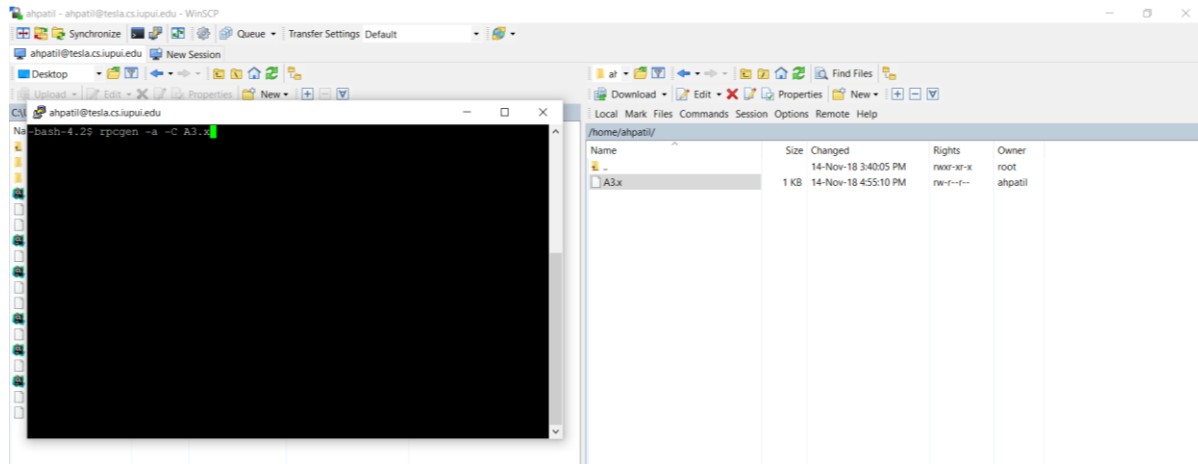 ahpatil - ahpatil@tesla.cs.iupui.edu - WinSCP
Synchronize Queue Transfer Settings Default
ahpatil@tesla.cs.iupui.edu New Session
Desktop
Upload Edit Properties New
C:\
ahpatil@tesla.cs.iupui.edu
Na
-bash-4.2$ rpcgen -a -C A3.x
Find Files
Download Edit Properties New
Local Mark Files Commands Session Options Remote Help
/home/ahpatil/
Name Size Changed Rights Owner
.. 14-Nov-18 3:40:05 PM rwxr-xr-x root
A3.x 1 KB 14-Nov-18 4:55:10 PM rw-r--r-- ahpatil